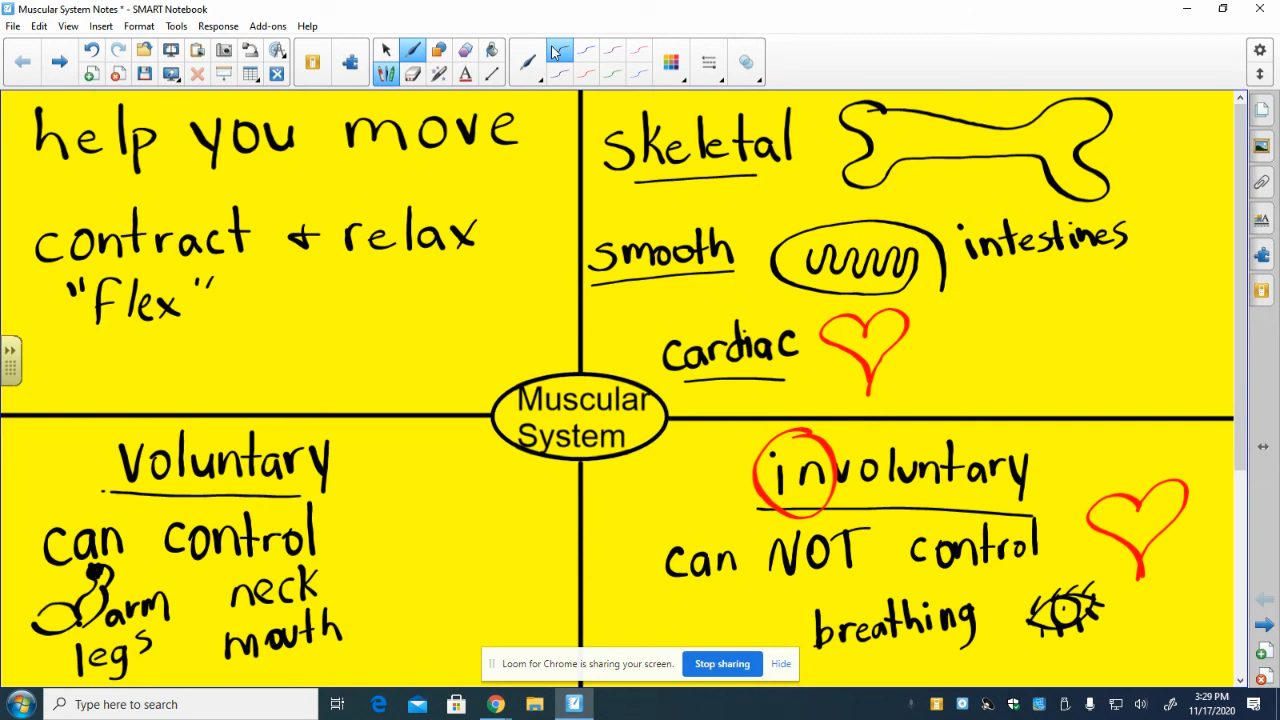 Muscular System Notes * - SMART Notebook
File Edit View Insert Format Tools Response Add-ons Help
help you move
contract + relax
"flex"
skeletal
smooth
intestines
cardiac
Muscular
System
voluntary
can control
arm neck
legs mouth
involuntary
can NOT control
breathing
Loom for Chrome is sharing your screen. Stop sharing Hide
Type here to search
3:29 PM
11/17/2020